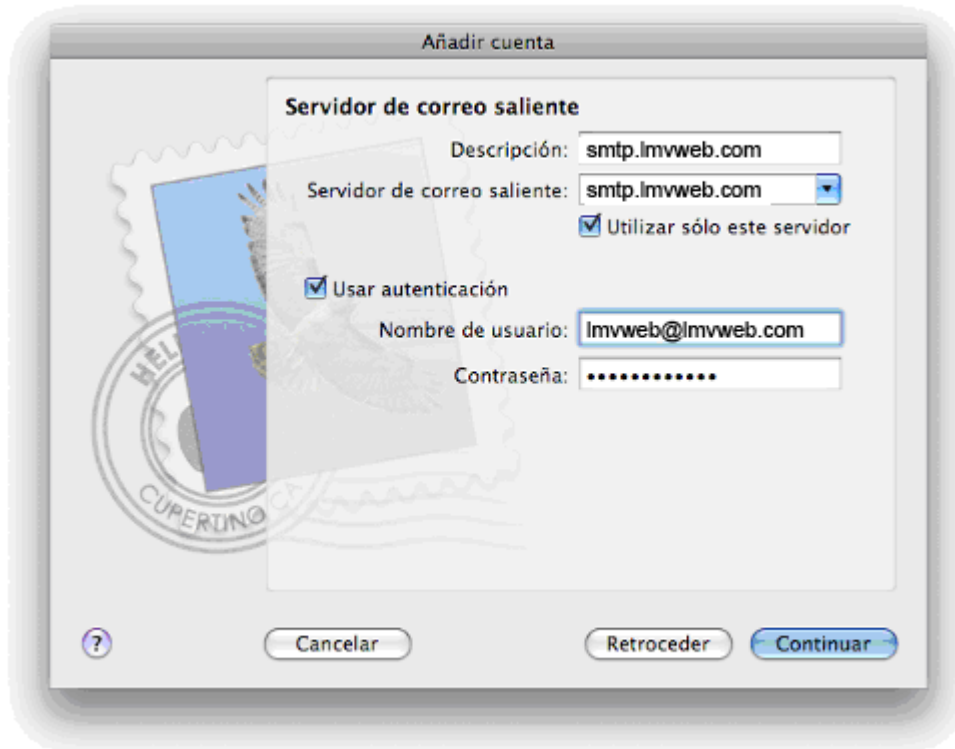 Añadir cuenta
Servidor de correo saliente
Descripción: smtp.lmvweb.com
Servidor de correo saliente: smtp.lmvweb.com
Utilizar sólo este servidor
Usar autenticación
Nombre de usuario: lmvweb@lmvweb.com
Contraseña: ••••••••••••
CUPERTINO CA
? Cancelar Retroceder Continuar